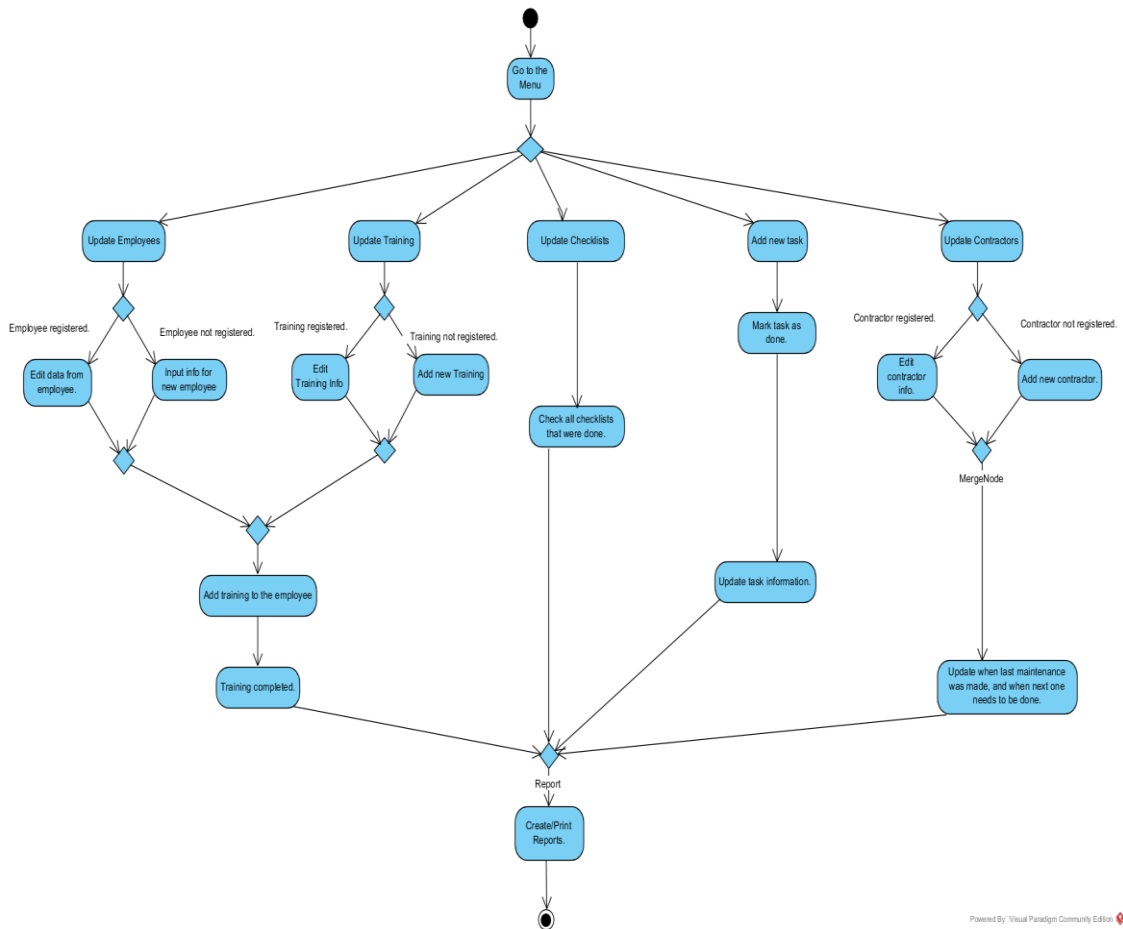 Go to the
Menu
Update Employees
Update Training
Update Checklists
Add new task
Update Contractors
Employee registered.
Employee not registered.
Training registered.
Training not registered.
Contractor registered.
Contractor not registered.
Mark task as
done.
Edit data from
employee.
Input info for
new employee
Edit
Training Info
Add new Training
Edit
contractor
info.
Add new contractor.
Check all checklists
that were done.
MergeNode
Add training to the employee
Update task information.
Training completed.
Update when last maintenance
was made, and when next one
needs to be done.
Report
Create/Print
Reports.
Powered By Visual Paradigm Community Edition